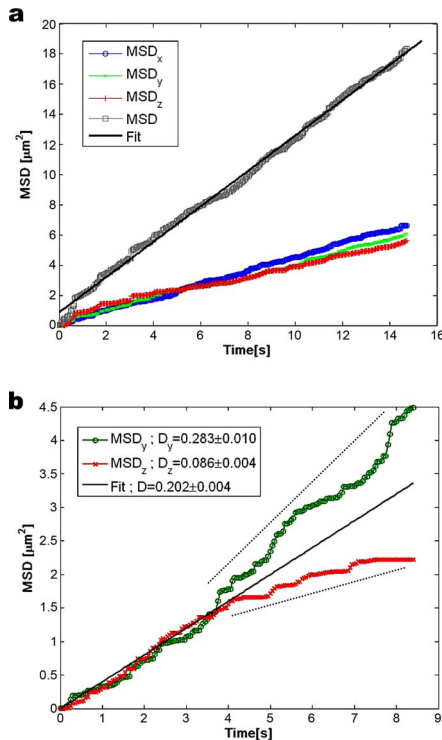 a
20
18
16
14
12
10
8
6
4
2
0
MSD [µm²]
MSDx
MSDy
MSDz
MSD
Fit
0 2 4 6 8 10 12 14 16
Time[s]
b
4.5
4
3.5
3
2.5
2
1.5
1
0.5
0
MSD [µm²]
MSDy ; Dy=0.283±0.010
MSDz ; Dz=0.086±0.004
Fit ; D=0.202±0.004
0 1 2 3 4 5 6 7 8 9
Time[s]